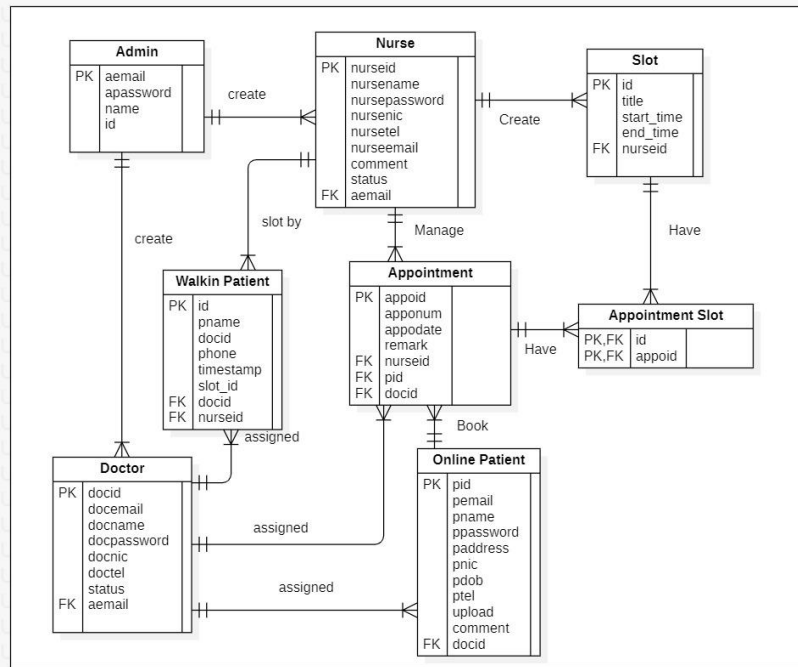 Admin
PK aemail
apassword
name
id
create
Nurse
PK nurseid
nursename
nursepassword
nursenic
nursetel
nurseemail
comment
status
FK aemail
Create
Slot
PK id
title
start_time
end_time
FK nurseid
create
slot by
Manage
Have
Walkin Patient
PK id
pname
docid
phone
timestamp
slot_id
FK docid
FK nurseid
Appointment
PK appoid
apponum
appodate
remark
FK nurseid
FK pid
FK docid
Have
Appointment Slot
PK,FK id
PK,FK appoid
assigned
Book
Doctor
PK docid
docemail
docname
docpassword
docnic
doctel
status
FK aemail
assigned
assigned
Online Patient
PK pid
pemail
pname
ppassword
paddress
pnic
pdob
ptel
upload
comment
FK docid